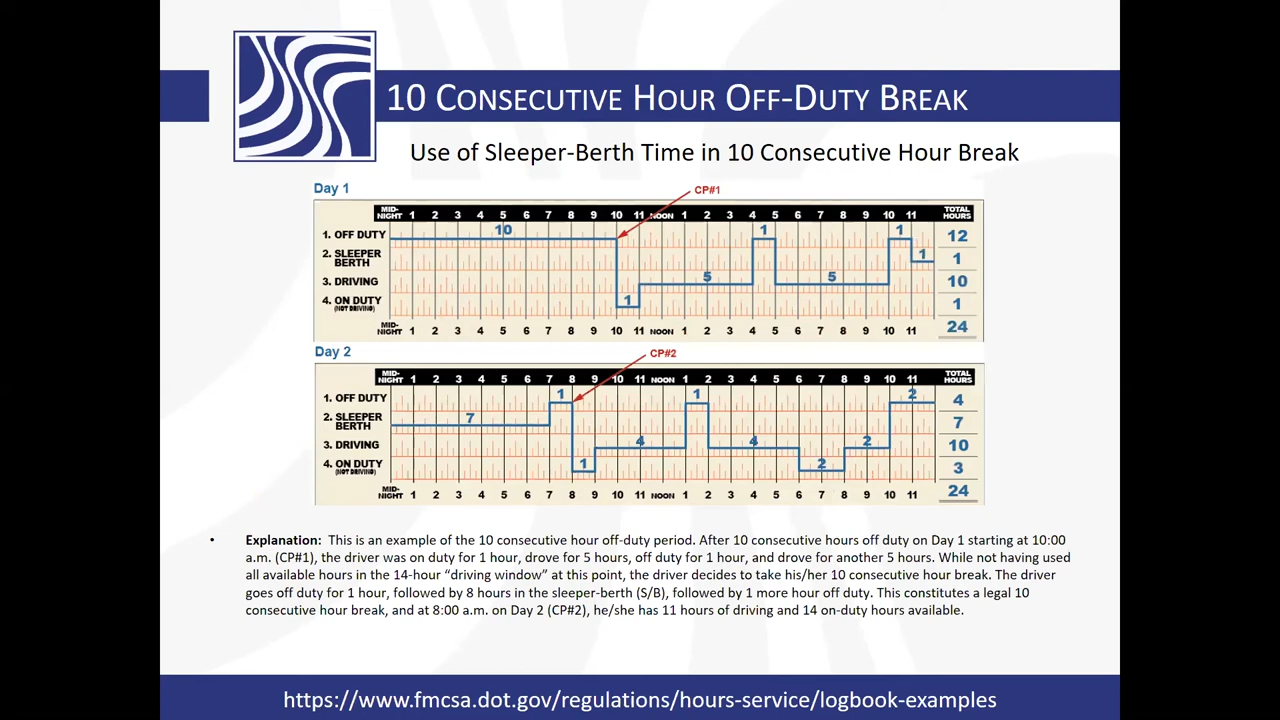 10 Consecutive Hour Off-Duty Break
Use of Sleeper-Berth Time in 10 Consecutive Hour Break
Day 1
CP#1
MID-NIGHT 1 2 3 4 5 6 7 8 9 10 11 NOON 1 2 3 4 5 6 7 8 9 10 11 TOTAL HOURS
1. OFF DUTY 10 1 1 12
2. SLEEPER BERTH 1 1
3. DRIVING 5 5 10
4. ON DUTY (NOT DRIVING) 1 1
MID-NIGHT 1 2 3 4 5 6 7 8 9 10 11 NOON 1 2 3 4 5 6 7 8 9 10 11 24
Day 2
CP#2
MID-NIGHT 1 2 3 4 5 6 7 8 9 10 11 NOON 1 2 3 4 5 6 7 8 9 10 11 TOTAL HOURS
1. OFF DUTY 1 1 2 4
2. SLEEPER BERTH 7 7
3. DRIVING 4 4 2 10
4. ON DUTY (NOT DRIVING) 1 2 3
MID-NIGHT 1 2 3 4 5 6 7 8 9 10 11 NOON 1 2 3 4 5 6 7 8 9 10 11 24
• Explanation: This is an example of the 10 consecutive hour off-duty period. After 10 consecutive hours off duty on Day 1 starting at 10:00
a.m. (CP#1), the driver was on duty for 1 hour, drove for 5 hours, off duty for 1 hour, and drove for another 5 hours. While not having used
all available hours in the 14-hour “driving window” at this point, the driver decides to take his/her 10 consecutive hour break. The driver
goes off duty for 1 hour, followed by 8 hours in the sleeper-berth (S/B), followed by 1 more hour off duty. This constitutes a legal 10
consecutive hour break, and at 8:00 a.m. on Day 2 (CP#2), he/she has 11 hours of driving and 14 on-duty hours available.
https://www.fmcsa.dot.gov/regulations/hours-service/logbook-examples